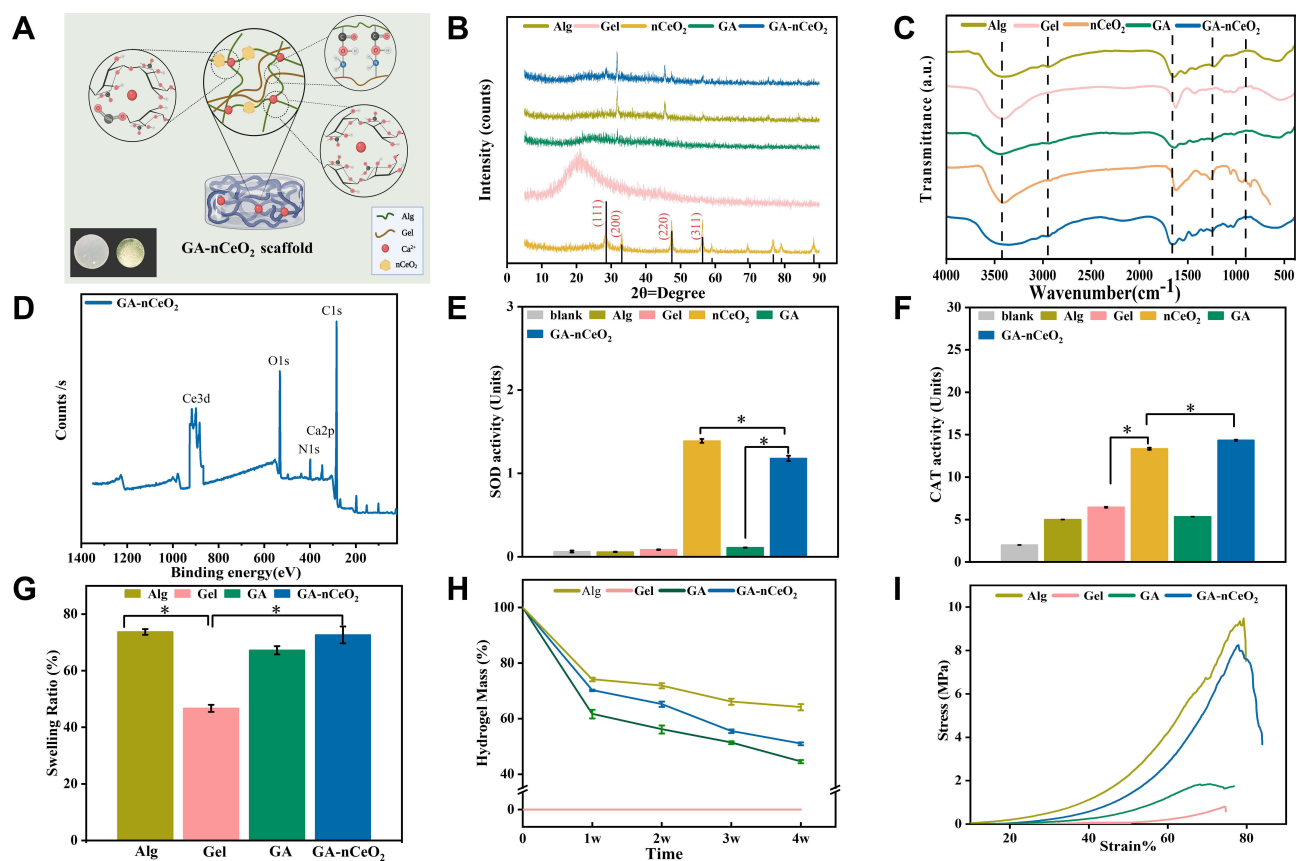 A
Alg
Gel
Ca²⁺
nCeO₂
GA-nCeO₂ scaffold
B
Alg Gel nCeO₂ GA GA-nCeO₂
Intensity (counts)
(111)
(200)
(220)
(311)
0 10 20 30 40 50 60 70 80 90
2θ=Degree
C
Alg Gel nCeO₂ GA GA-nCeO₂
Transmittance (a.u.)
4000 3500 3000 2500 2000 1500 1000 500
Wavenumber(cm⁻¹)
D
GA-nCeO₂
C1s
O1s
Ce3d
Ca2p
N1s
Counts /s
1400 1200 1000 800 600 400 200
Binding energy(eV)
E
3
blank Alg Gel nCeO₂ GA
GA-nCeO₂
2
*
*
1
0
SOD activity (Units)
F
30
blank Alg Gel nCeO₂ GA
GA-nCeO₂
25
20
*
*
15
10
5
0
CAT activity (Units)
G
Alg Gel GA GA-nCeO₂
80
* *
60
40
20
0
Swelling Ratio (%)
Alg Gel GA GA-nCeO₂
H
Alg Gel GA GA-nCeO₂
100
80
60
40
0
Hydrogel Mass (%)
0 1w 2w 3w 4w
Time
I
Alg Gel GA GA-nCeO₂
10
8
6
4
2
0
Stress (MPa)
20 40 60 80
Strain%